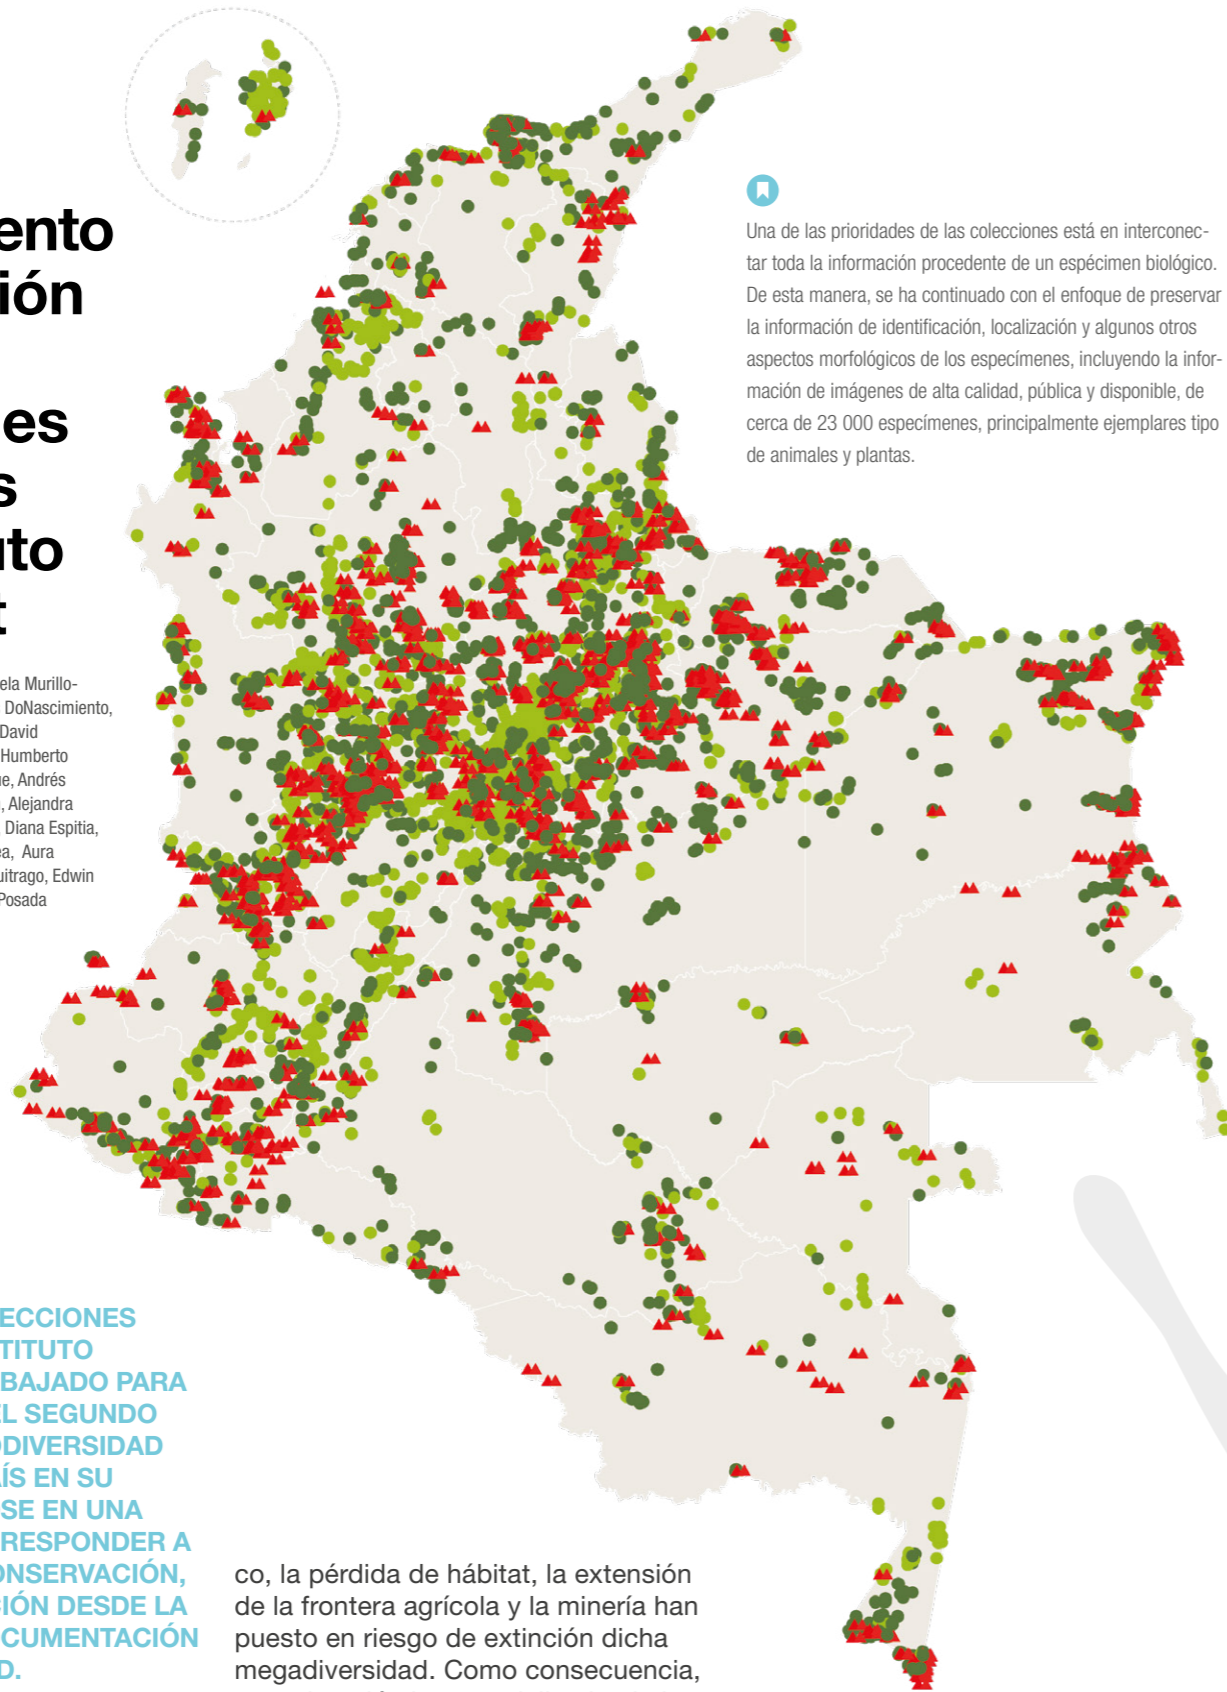 ento
ión
es
s
uto
t
ela Murillo-
DoNascimiento,
David
Humberto
ue, Andrés
, Alejandra
Diana Espitia,
ea, Aura
uitrago, Edwin
Posada
Una de las prioridades de las colecciones está en interconec-
tar toda la información procedente de un espécimen biológico.
De esta manera, se ha continuado con el enfoque de preservar
la información de identificación, localización y algunos otros
aspectos morfológicos de los especímenes, incluyendo la infor-
mación de imágenes de alta calidad, pública y disponible, de
cerca de 23 000 especímenes, principalmente ejemplares tipo
de animales y plantas.
ECCIONES
TITUTO
BAJADO PARA
EL SEGUNDO
ODIVERSIDAD
AÍS EN SU
SE EN UNA
RESPONDER A
ONSERVACIÓN,
CIÓN DESDE LA
CUMENTACIÓN
D.
co, la pérdida de hábitat, la extensión
de la frontera agrícola y la minería han
puesto en riesgo de extinción dicha
megadiversidad. Como consecuencia,